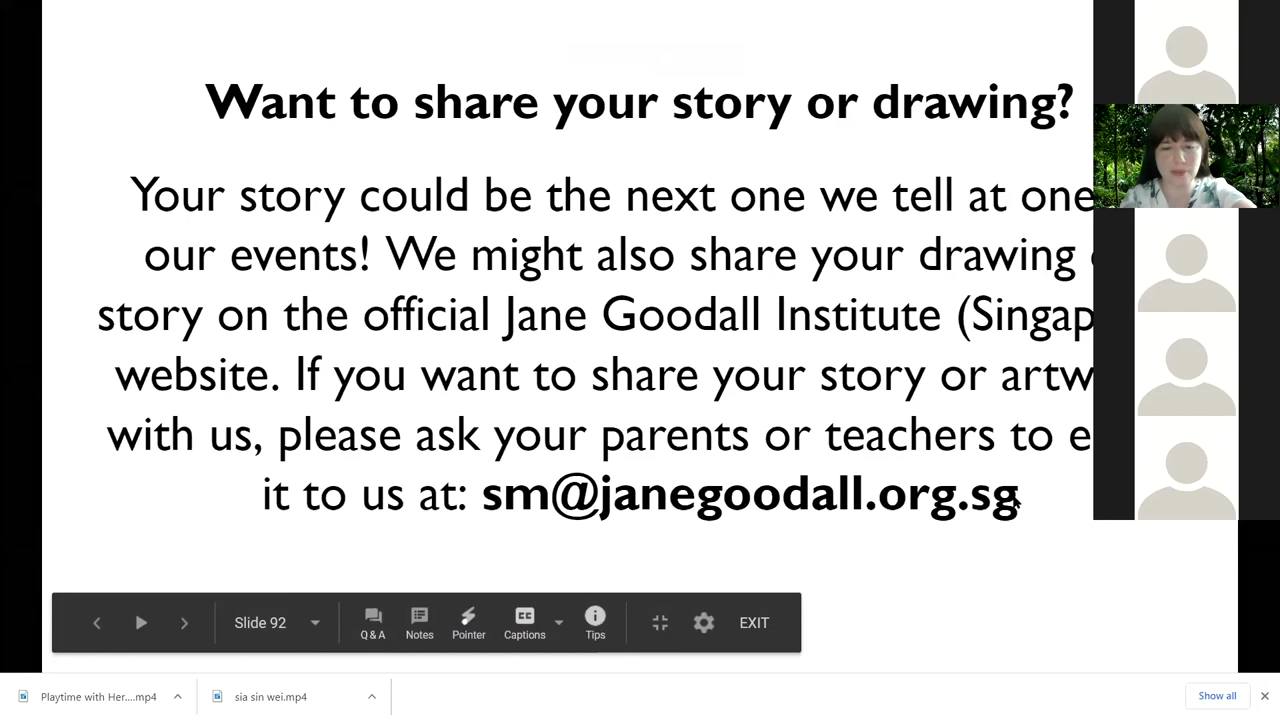 Want to share your story or drawing?
Your story could be the next one we tell at one
our events! We might also share your drawing
story on the official Jane Goodall Institute (Singap
website. If you want to share your story or artw
with us, please ask your parents or teachers to e
it to us at: sm@janegoodall.org.sg
Slide 92
Q & A
Notes
Pointer
Captions
Tips
EXIT
Playtime with Her....mp4
sia sin wei.mp4
Show all